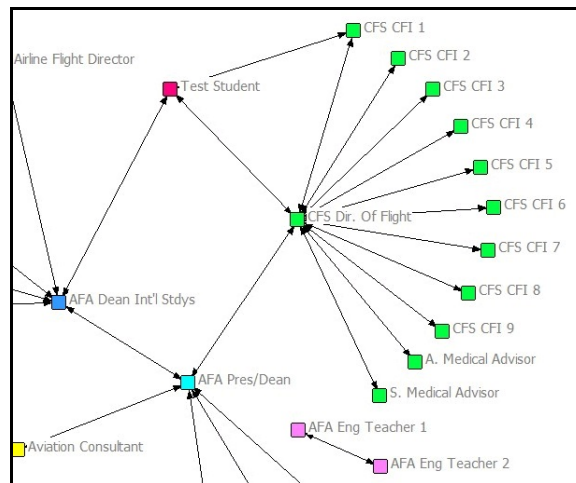 CFS CFI 1
Airline Flight Director
CFS CFI 2
Test Student
CFS CFI 3
CFS CFI 4
CFS CFI 5
CFS CFI 6
CFS Dir. Of Flight
CFS CFI 7
CFS CFI 8
AFA Dean Int'l Stdys
CFS CFI 9
A. Medical Advisor
AFA Pres/Dean
S. Medical Advisor
AFA Eng Teacher 1
Aviation Consultant
AFA Eng Teacher 2